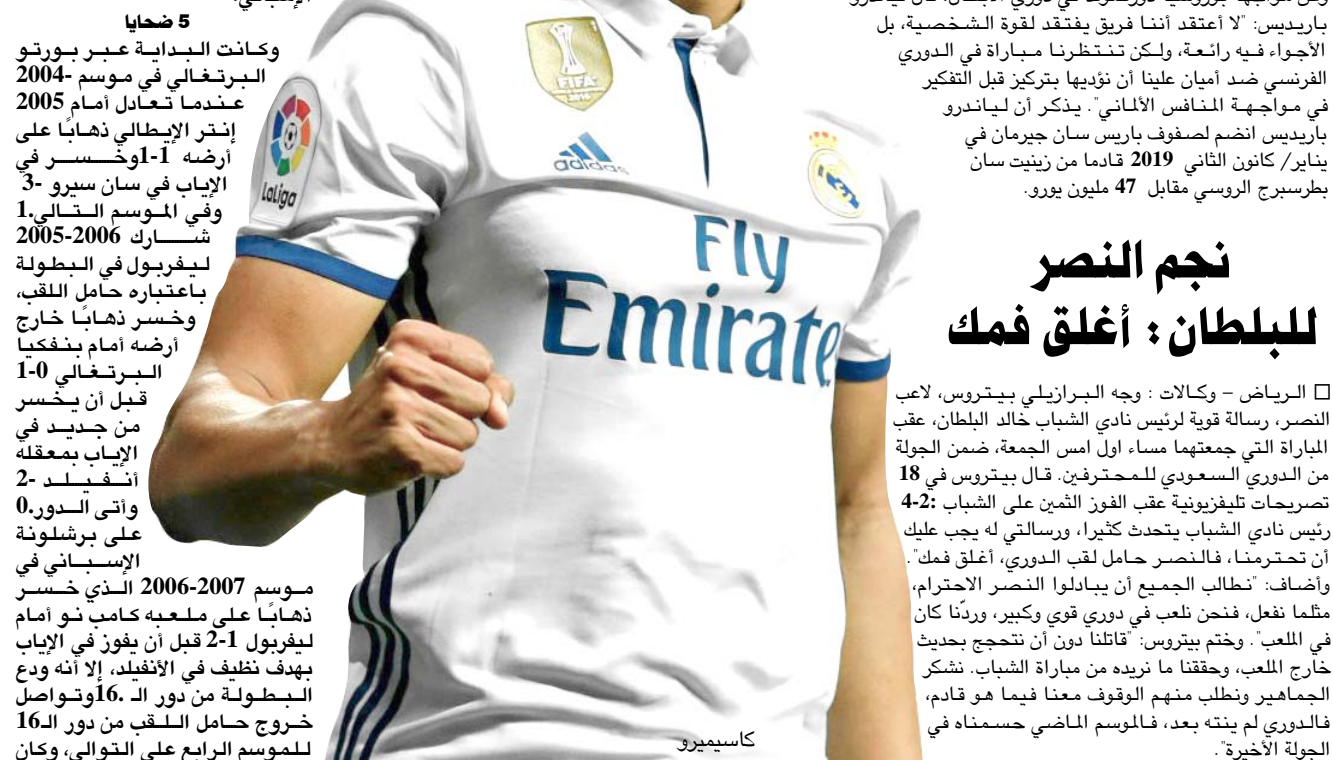 باريديس: "لا أعتقد أننا فريق يفتقد لقوة الشخصية، بل
الأجواء فيه رائعة، ولكن تنتظرنا مباراة في الدوري
الفرنسي ضد أميان علينا أن نؤديها بتركيز قبل التفكير
في مواجهة المنافس الألماني". يذكر أن لياندرو
باريديس انضم لصفوف باريس سان جيرمان في
يناير/ كانون الثاني 2019 قادما من زينيت سان
بطرسبرج الروسي مقابل 47 مليون يورو.
نجم النصر
للبلطان : أغلق فمك
□ الرياض – وكالات : وجه البرازيلي بيتروس، لاعب
النصر، رسالة قوية لرئيس نادي الشباب خالد البلطان، عقب
المباراة التي جمعتهما مساء اول امس الجمعة، ضمن الجولة
18 من الدوري السعودي للمحترفين. قال بيتروس في
تصريحات تليفزيونية عقب الفوز الثمين على الشباب 2-4:
رئيس نادي الشباب يتحدث كثيرا، ورسالتي له يجب عليك
أن تحترمنا، فالنصر حامل لقب الدوري، أغلق فمك".
وأضاف: "نطالب الجميع أن يبادلوا النصر الاحترام،
مثلما نفعل، فنحن نلعب في دوري قوي وكبير، وردّنا كان
في الملعب". وختم بيتروس: "قاتلنا دون أن نتحجج بحديث
خارج الملعب، وحققنا ما نريده من مباراة الشباب. نشكر
الجماهير ونطلب منهم الوقوف معنا فيما هو قادم،
فالدوري لم ينته بعد، فالموسم الماضي حسمناه في
الجولة الأخيرة".
FIFA
2016
adidas
LaLiga
Fly
Emirate
كاسيميرو
5 ضحايا
وكانت البداية عبر بورتو
البرتغالي في موسم 2004-
2005 عندما تعادل أمام
إنتر الإيطالي ذهابًا على
أرضه 1-1 وخسر في
الإياب في سان سيرو 3-
1. وفي الموسم التالي
2005-2006 شارك
ليفربول في البطولة
باعتباره حامل اللقب،
وخسر ذهابًا خارج
أرضه أمام بنفكيا
البرتغالي 0-1
قبل أن يخسر
من جديد في
الإياب بمعقله
أنفيلد 2-
0. وأتى الدور
على برشلونة
الإسباني في
موسم 2006-2007 الذي خسر
ذهابًا على ملعبه كامب نو أمام
ليفربول 1-2 قبل أن يفوز في الإياب
بهدف نظيف في الأنفيلد، إلا أنه ودع
البطولة من دور الـ 16. وتواصل
خروج حامل اللقب من دور الـ16
للموسم الرابع على التوالي، وكان